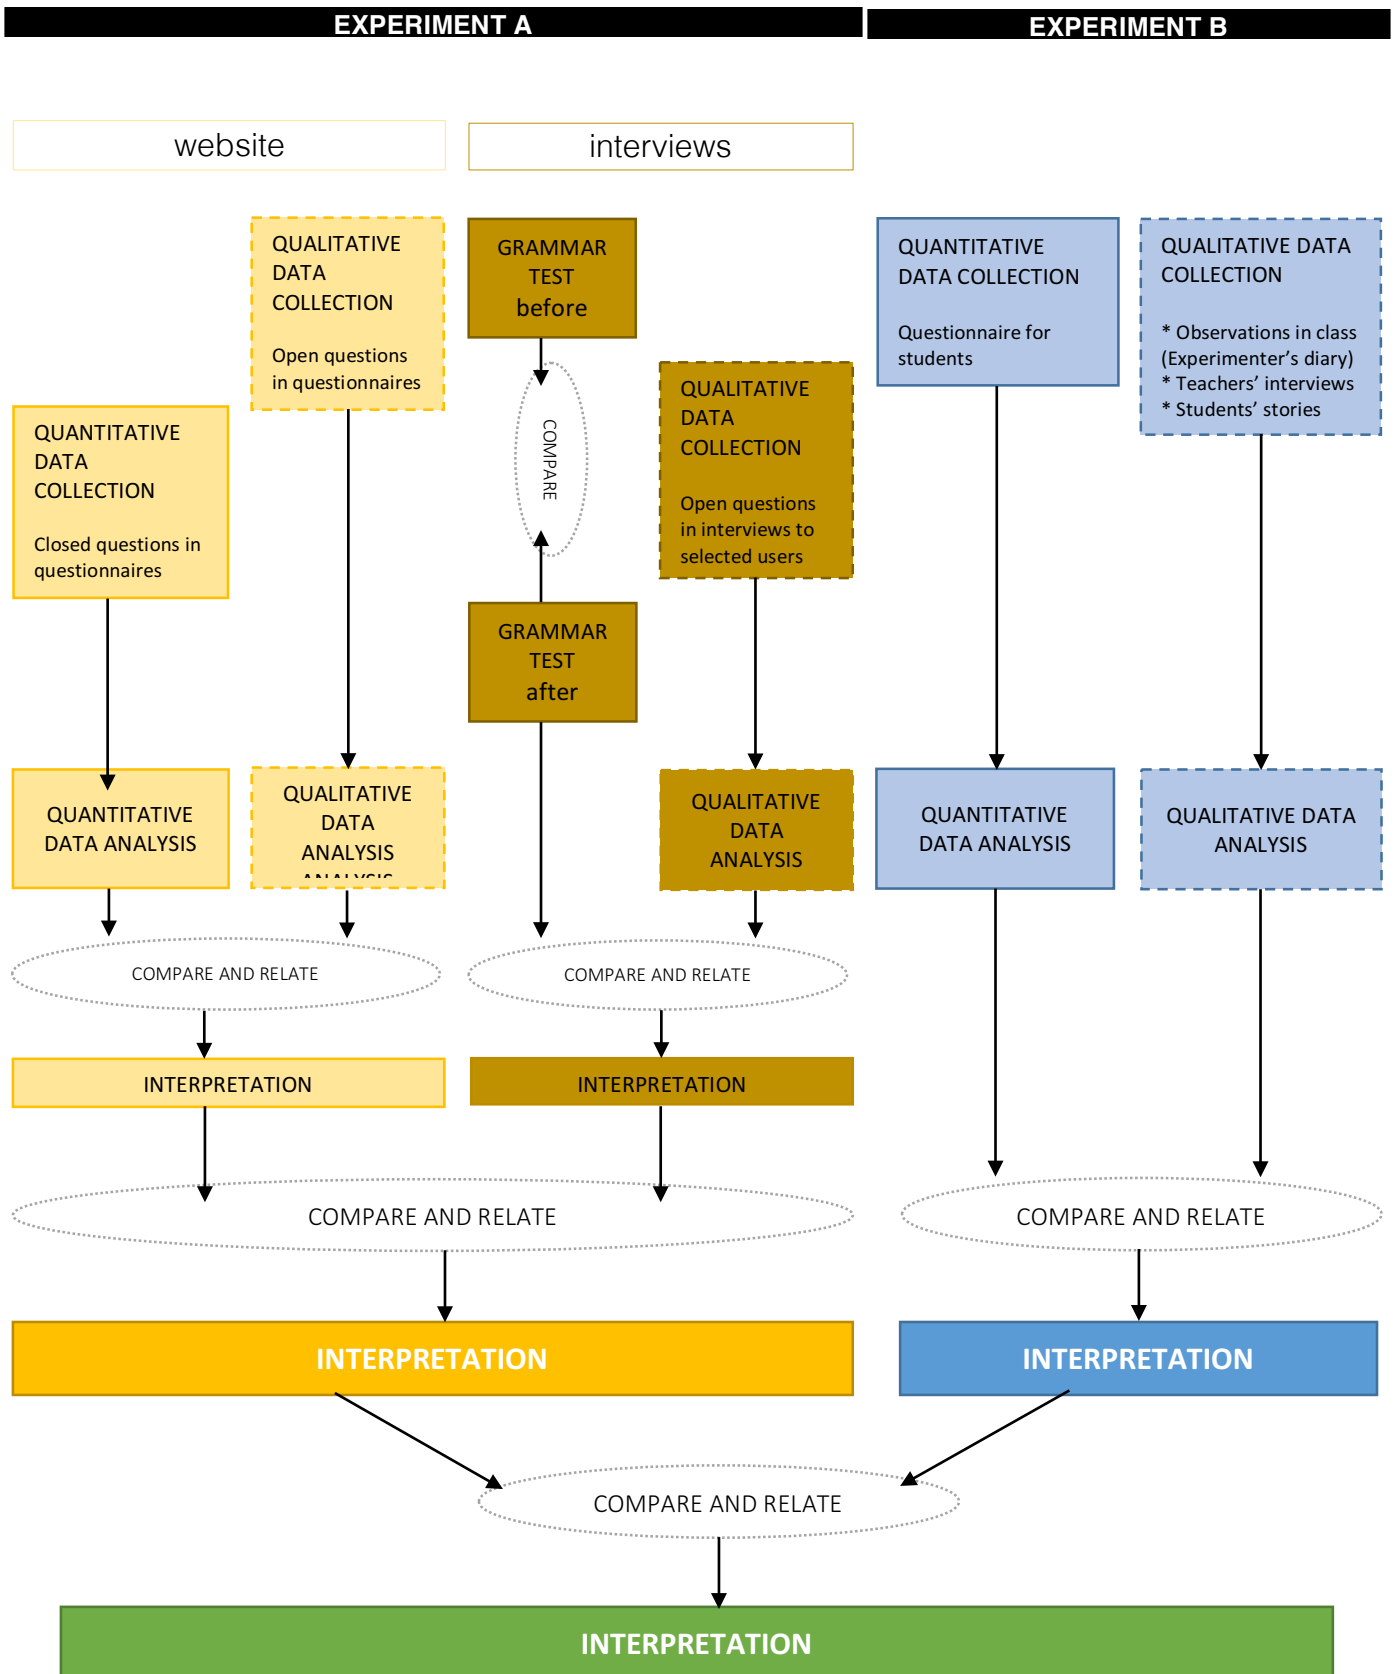 EXPERIMENT A
EXPERIMENT B
website
interviews
QUANTITATIVE
DATA
COLLECTION
Closed questions in
questionnaires
QUALITATIVE
DATA
COLLECTION
Open questions
in questionnaires
GRAMMAR
TEST
before
COMPARE
GRAMMAR
TEST
after
QUALITATIVE
DATA
COLLECTION
Open questions
in interviews to
selected users
QUANTITATIVE
DATA COLLECTION
Questionnaire for
students
QUALITATIVE DATA
COLLECTION
* Observations in class
(Experimenter’s diary)
* Teachers’ interviews
* Students’ stories
QUANTITATIVE
DATA ANALYSIS
QUALITATIVE
DATA
ANALYSIS
ANALYSIS
QUALITATIVE
DATA
ANALYSIS
QUANTITATIVE
DATA ANALYSIS
QUALITATIVE DATA
ANALYSIS
COMPARE AND RELATE
COMPARE AND RELATE
INTERPRETATION
INTERPRETATION
COMPARE AND RELATE
COMPARE AND RELATE
INTERPRETATION
INTERPRETATION
COMPARE AND RELATE
INTERPRETATION